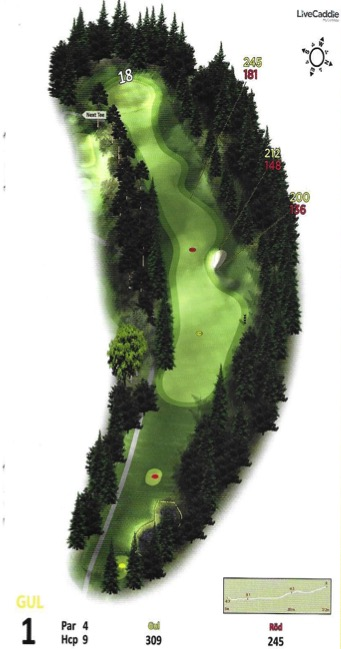 LiveCaddie
18
245
181
Next Tee
212
148
200
136
GUL
1
Par 4
Hcp 9
Gul
309
Röd
245